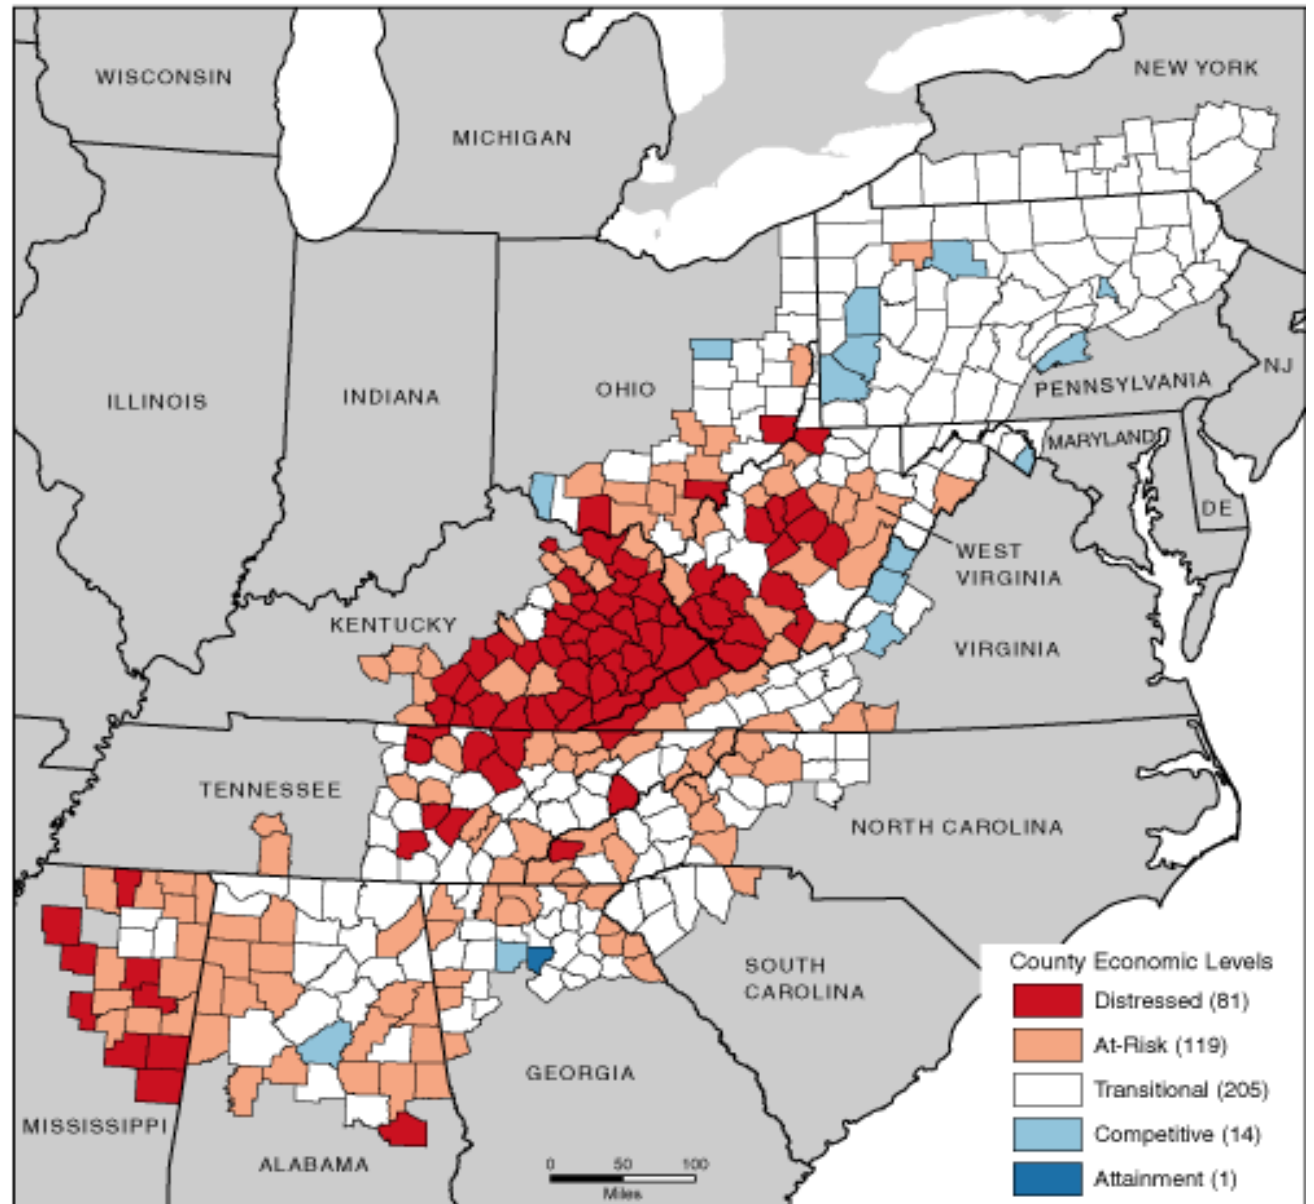 WISCONSIN
MICHIGAN
NEW YORK
ILLINOIS
INDIANA
OHIO
PENNSYLVANIA
NJ
MARYLAND
DE
WEST
VIRGINIA
KENTUCKY
VIRGINIA
TENNESSEE
NORTH CAROLINA
SOUTH
CAROLINA
GEORGIA
MISSISSIPPI
ALABAMA
0 50 100
Miles
County Economic Levels
Distressed (81)
At-Risk (119)
Transitional (205)
Competitive (14)
Attainment (1)